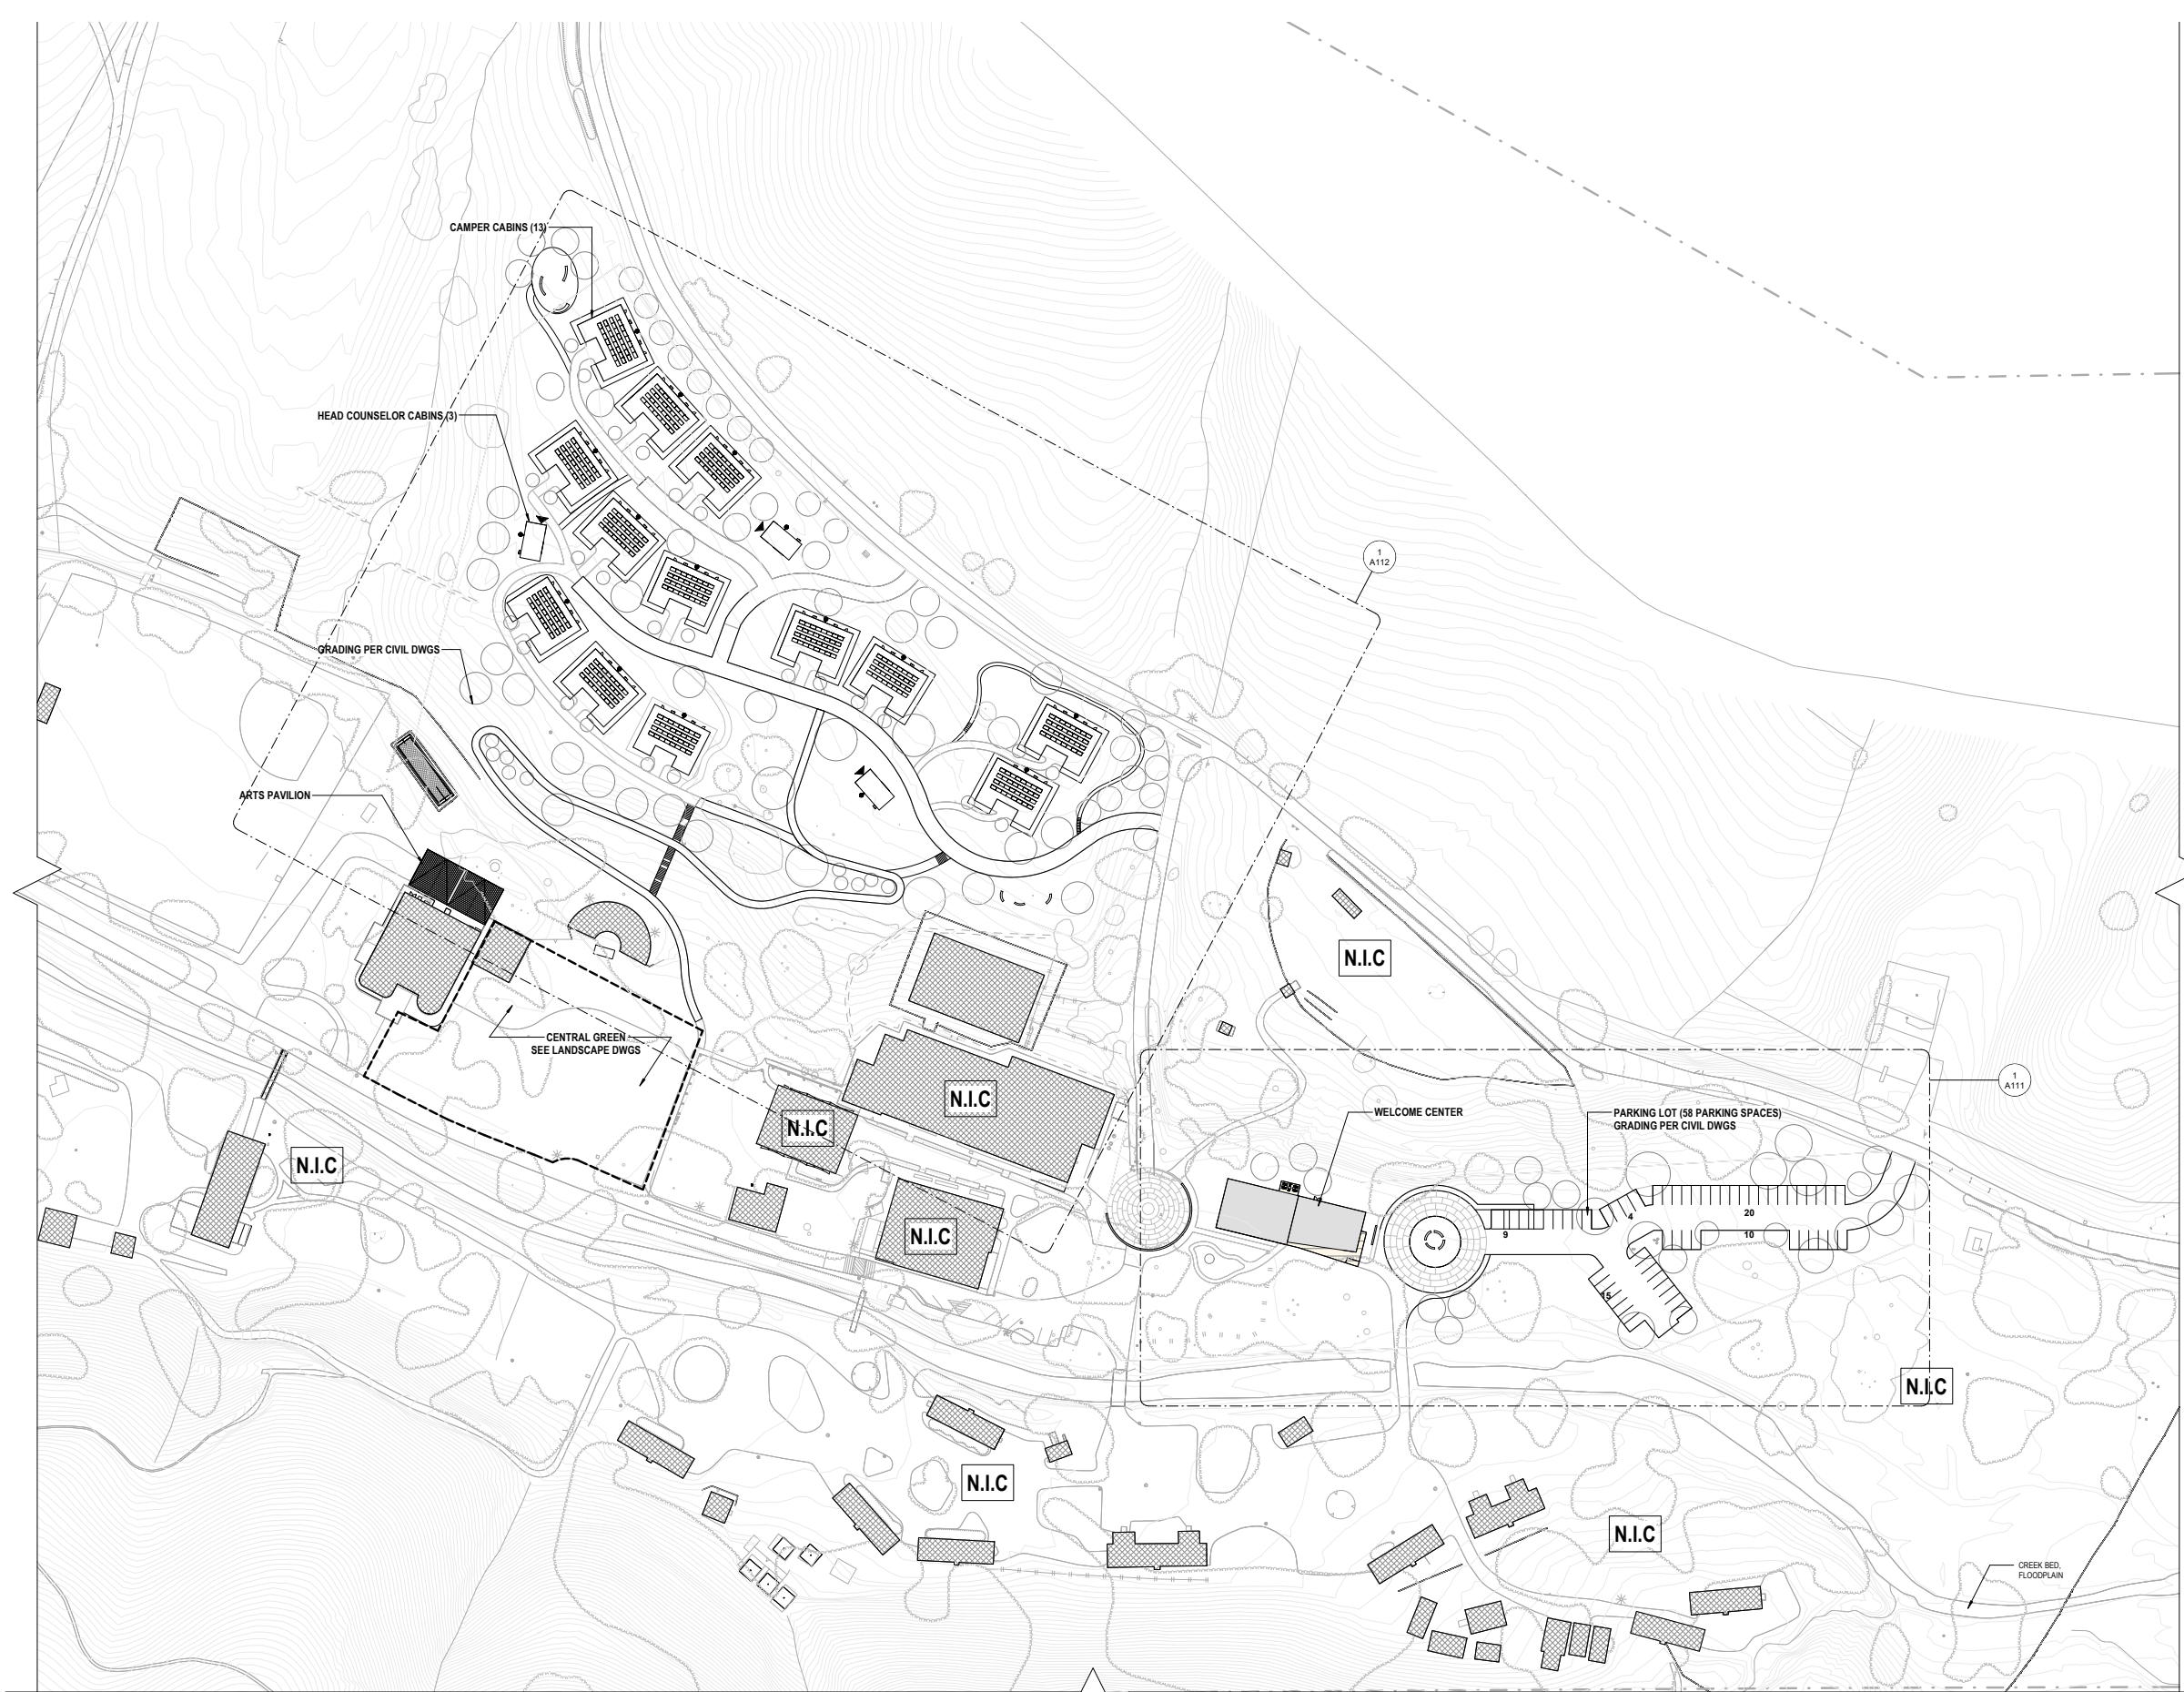 CAMPER CABINS (13)
HEAD COUNSELOR CABINS (3)
1
A112
GRADING PER CIVIL DWGS
ARTS PAVILION
N.I.C
CENTRAL GREEN
SEE LANDSCAPE DWGS
1
A111
N.I.C
WELCOME CENTER
PARKING LOT (58 PARKING SPACES)
GRADING PER CIVIL DWGS
N.I.C
N.I.C
20
4
9
10
N.I.C
15
N.I.C
N.I.C
N.I.C
CREEK BED,
FLOODPLAIN